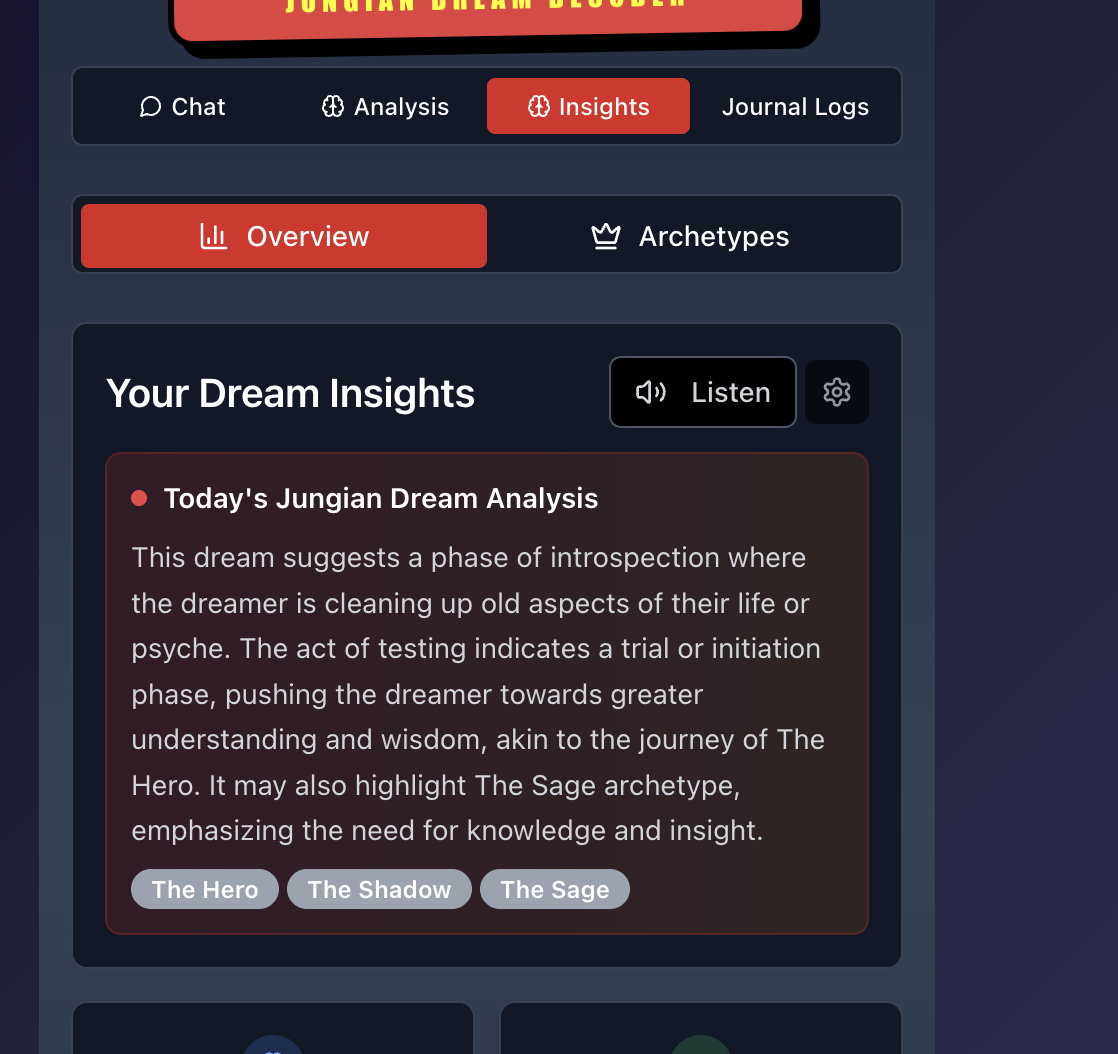 JUNGIAN DREAM DECODER
Chat
Analysis
Insights
Journal Logs
Overview
Archetypes
Your Dream Insights
Listen
Today's Jungian Dream Analysis
This dream suggests a phase of introspection where
the dreamer is cleaning up old aspects of their life or
psyche. The act of testing indicates a trial or initiation
phase, pushing the dreamer towards greater
understanding and wisdom, akin to the journey of The
Hero. It may also highlight The Sage archetype,
emphasizing the need for knowledge and insight.
The Hero
The Shadow
The Sage